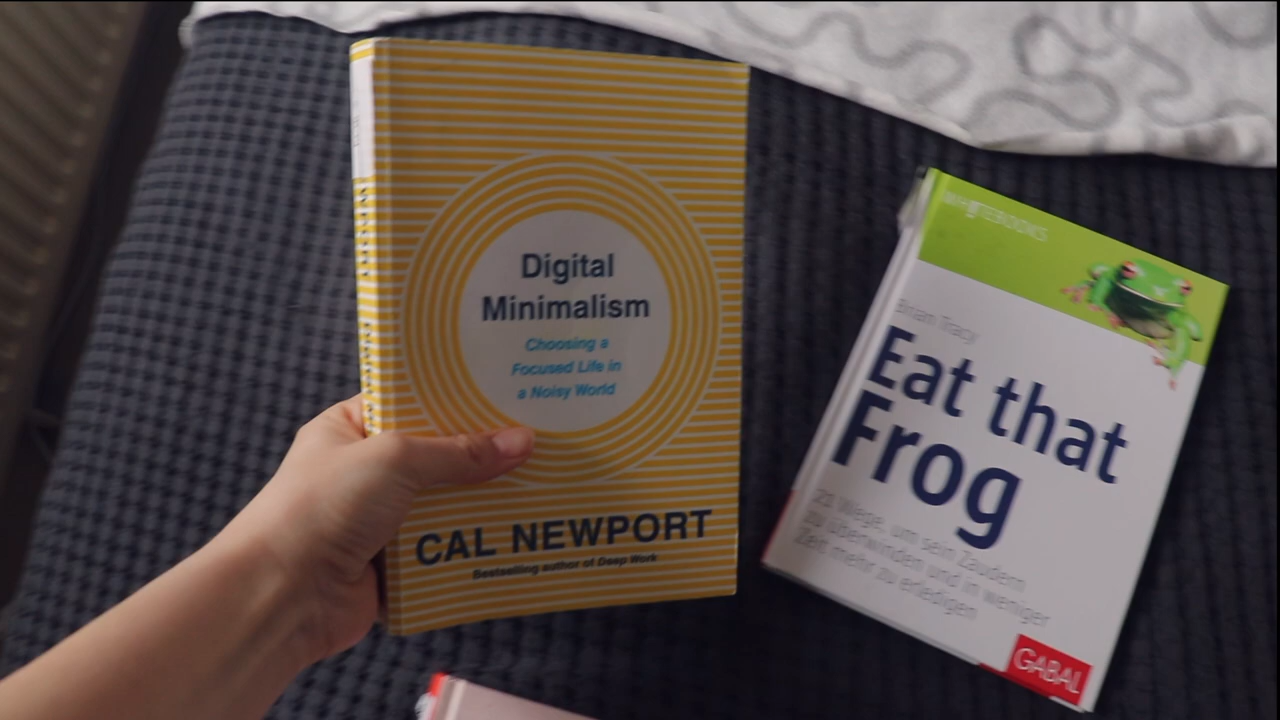 Digital
Minimalism
Choosing a
Focused Life in
a Noisy World
CAL NEWPORT
Bestselling author of Deep Work
WHITEBOOKS
Brian Tracy
Eat that
Frog
21 Wege, um sein Zaudern
zu überwinden und in weniger
Zeit mehr zu erledigen
GABAL